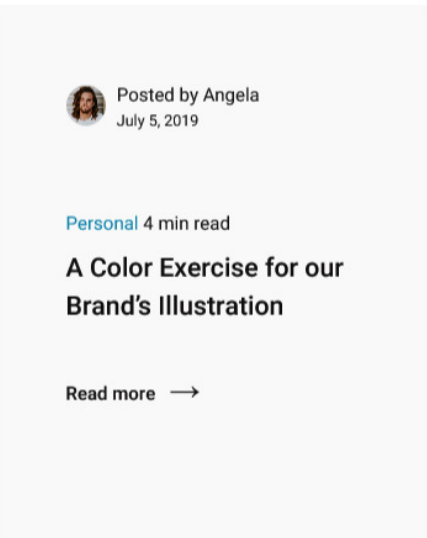 Posted by Angela
July 5, 2019
Personal 4 min read
A Color Exercise for our
Brand’s Illustration
Read more